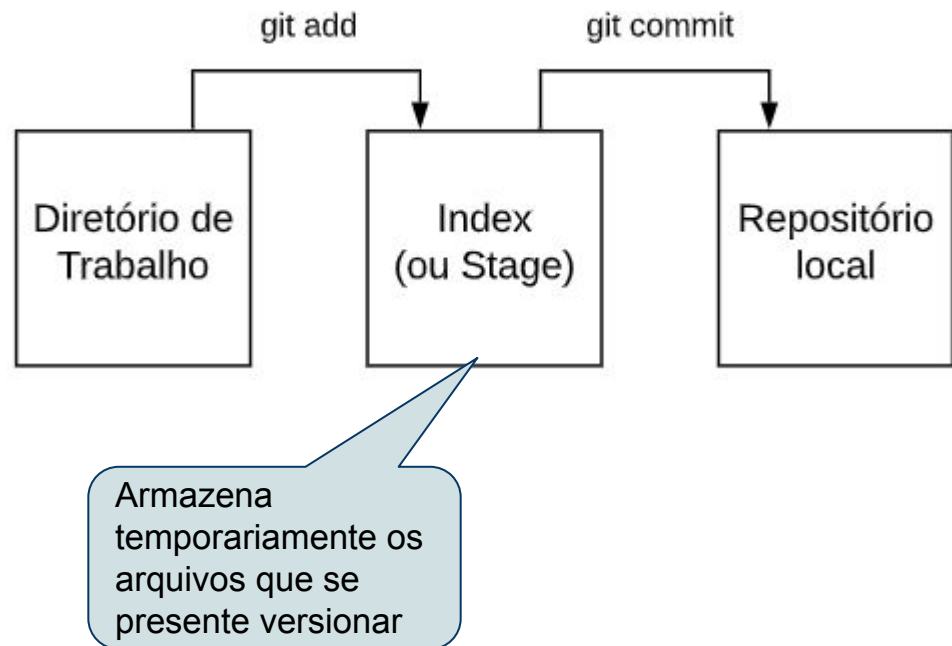 git add
git commit
Diretório de
Trabalho
Index
(ou Stage)
Repositório
local
Armazena
temporariamente os
arquivos que se
presente versionar